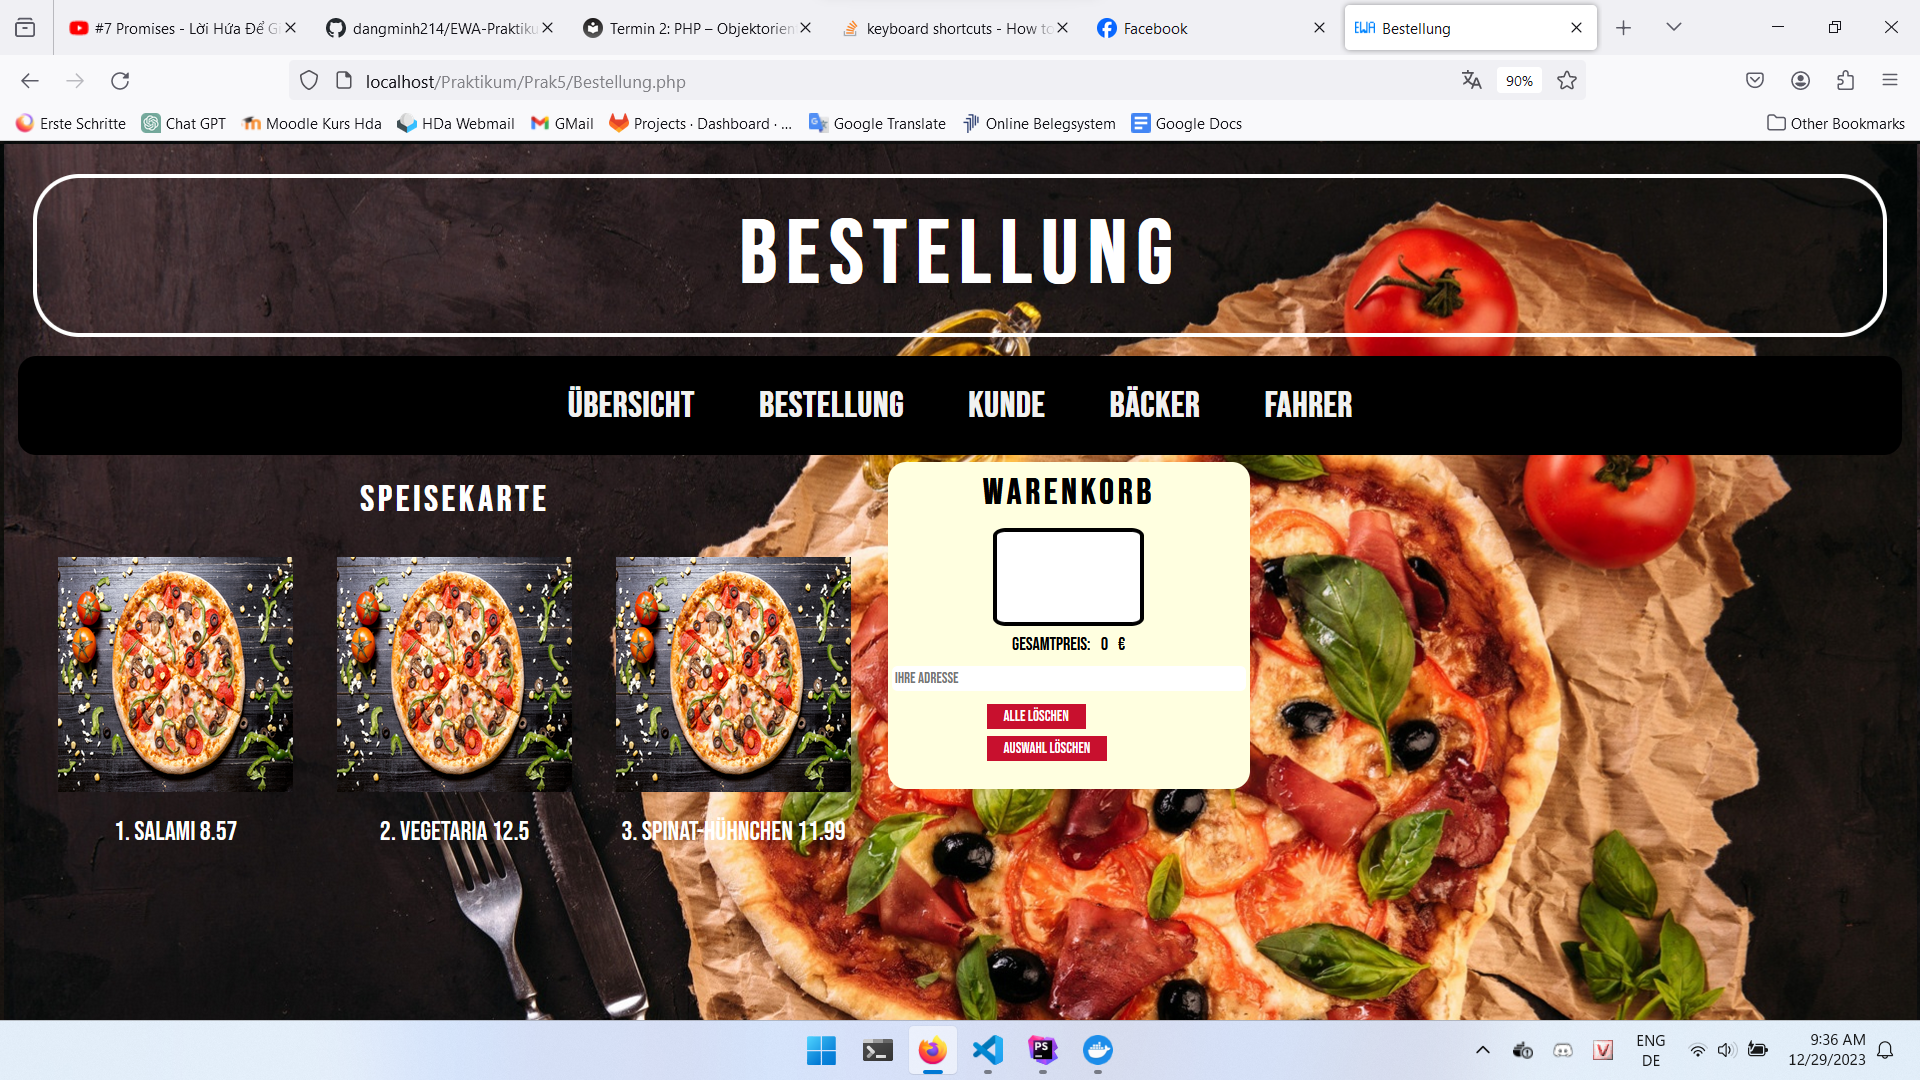 #7 Promises - Lời Hứa Để G
dangminh214/EWA-Praktiku
Termin 2: PHP – Objektorien
keyboard shortcuts - How to
Facebook
EWA Bestellung
localhost/Praktikum/Prak5/Bestellung.php
90%
Erste Schritte
Chat GPT
Moodle Kurs Hda
HDa Webmail
GMail
Projects · Dashboard · ...
Google Translate
Online Belegsystem
Google Docs
Other Bookmarks
BESTELLUNG
ÜBERSICHT
BESTELLUNG
KUNDE
BÄCKER
FAHRER
SPEISEKARTE
1. SALAMI 8.57
2. VEGETARIA 12.5
3. SPINAT-HÜHNCHEN 11.99
WARENKORB
GESAMTPREIS: 0 €
IHRE ADRESSE
ALLE LÖSCHEN
AUSWAHL LÖSCHEN
PS
V
ENG
DE
9:36 AM
12/29/2023